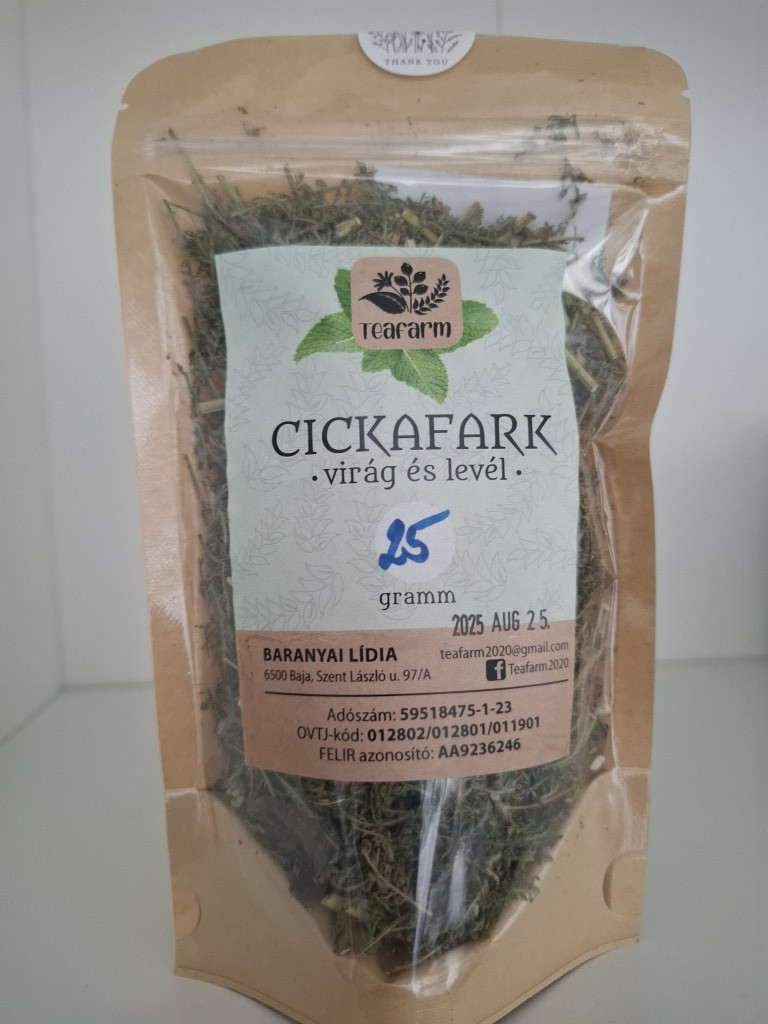 THANK YOU
Teafarm
CICKAFARK
·virág és levél·
25
gramm
2025 AUG 25.
BARANYAI LÍDIA
6500 Baja, Szent László u. 97/A
teafarm2020@gmail.com
f Teafarm2020
Adószám: 59518475-1-23
OVTJ-kód: 012802/012801/011901
FELIR azonosító: AA9236246